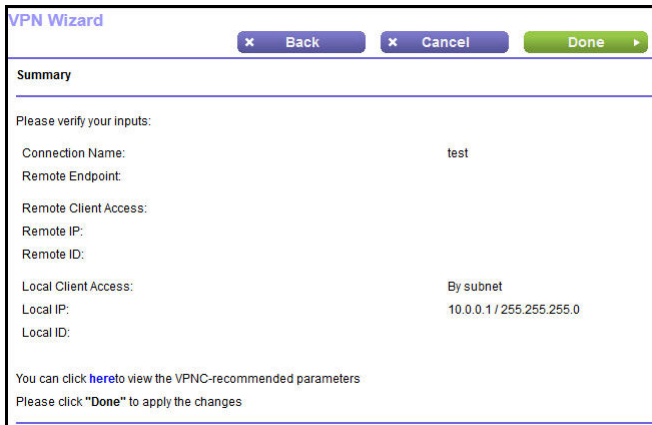 VPN Wizard
× Back × Cancel Done
Summary
Please verify your inputs:
Connection Name: test
Remote Endpoint:
Remote Client Access:
Remote IP:
Remote ID:
Local Client Access: By subnet
Local IP: 10.0.0.1 / 255.255.255.0
Local ID:
You can click hereto view the VPNC-recommended parameters
Please click "Done" to apply the changes